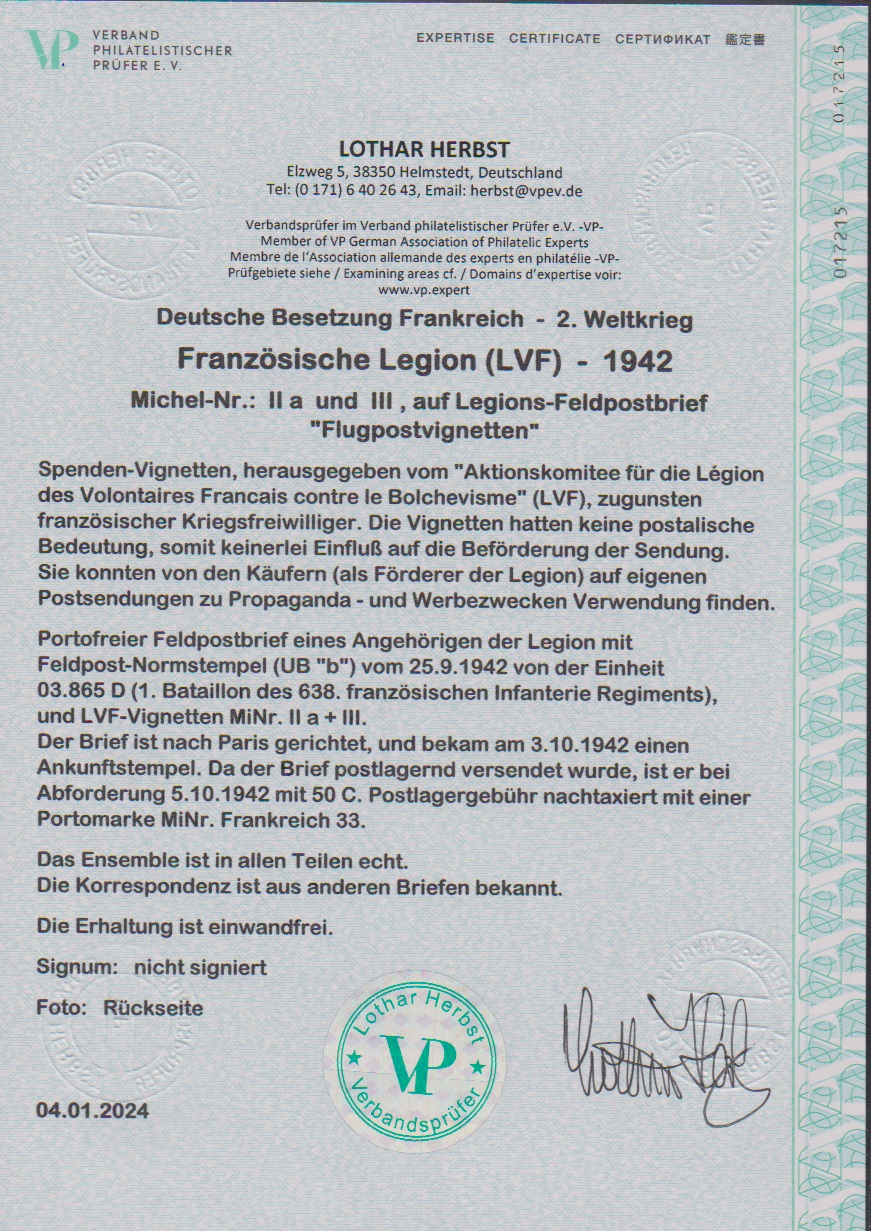 VERBAND
PHILATELISTISCHER
PRÜFER E. V.
EXPERTISE CERTIFICATE СЕРТИФИКАТ 鑑定書
017215
017215
LOTHAR HERBST
Elzweg 5, 38350 Helmstedt, Deutschland
Tel: (0 171) 6 40 26 43, Email: herbst@vpev.de
Verbandsprüfer im Verband philatelistischer Prüfer e.V. -VP-
Member of VP German Association of Philatelic Experts
Membre de l'Association allemande des experts en philatélie -VP-
Prüfgebiete siehe / Examining areas cf. / Domains d'expertise voir:
www.vp.expert
Deutsche Besetzung Frankreich - 2. Weltkrieg
Französische Legion (LVF) - 1942
Michel-Nr.: II a und III , auf Legions-Feldpostbrief
"Flugpostvignetten"
Spenden-Vignetten, herausgegeben vom "Aktionskomitee für die Légion
des Volontaires Francais contre le Bolchevisme" (LVF), zugunsten
französischer Kriegsfreiwilliger. Die Vignetten hatten keine postalische
Bedeutung, somit keinerlei Einfluß auf die Beförderung der Sendung.
Sie konnten von den Käufern (als Förderer der Legion) auf eigenen
Postsendungen zu Propaganda - und Werbezwecken Verwendung finden.
Portofreier Feldpostbrief eines Angehörigen der Legion mit
Feldpost-Normstempel (UB "b") vom 25.9.1942 von der Einheit
03.865 D (1. Bataillon des 638. französischen Infanterie Regiments),
und LVF-Vignetten MiNr. II a + III.
Der Brief ist nach Paris gerichtet, und bekam am 3.10.1942 einen
Ankunftstempel. Da der Brief postlagernd versendet wurde, ist er bei
Abforderung 5.10.1942 mit 50 C. Postlagergebühr nachtaxiert mit einer
Portomarke MiNr. Frankreich 33.
Das Ensemble ist in allen Teilen echt.
Die Korrespondenz ist aus anderen Briefen bekannt.
Die Erhaltung ist einwandfrei.
Signum: nicht signiert
Foto: Rückseite
Lothar Herbst
VP
Verbandsprüfer
04.01.2024